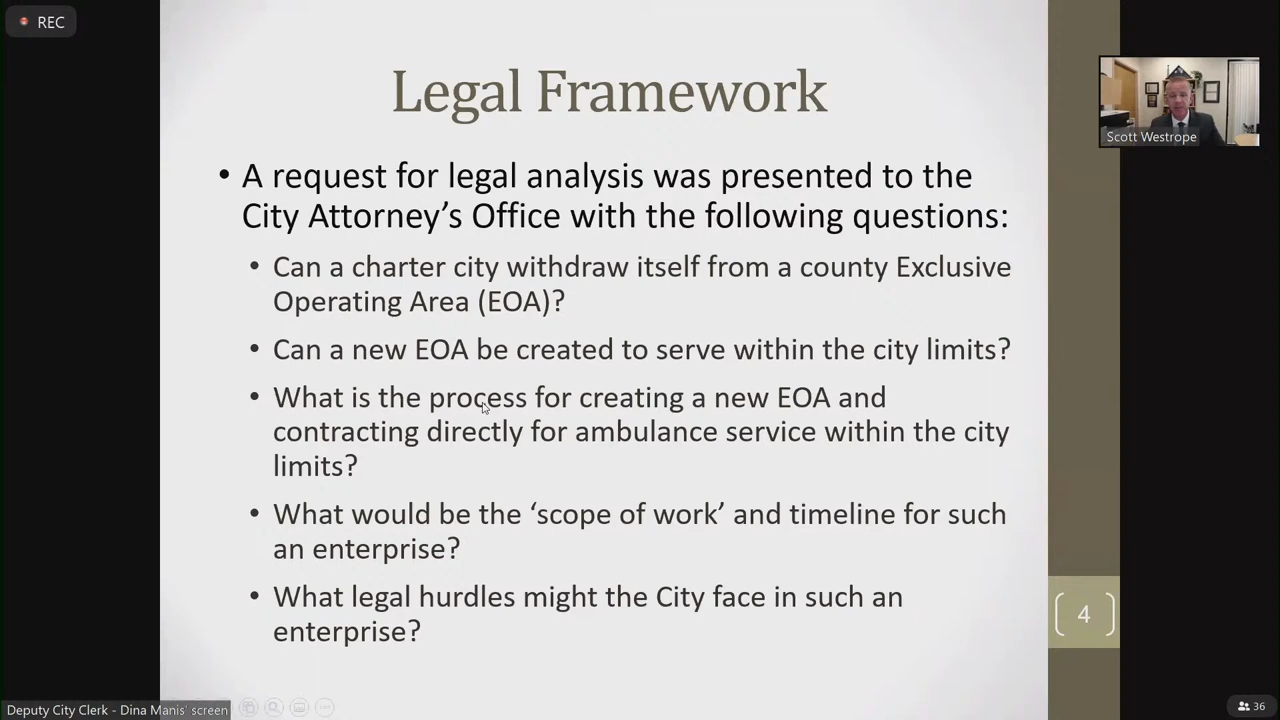 REC
Legal Framework
• A request for legal analysis was presented to the
City Attorney’s Office with the following questions:
• Can a charter city withdraw itself from a county Exclusive
Operating Area (EOA)?
• Can a new EOA be created to serve within the city limits?
• What is the process for creating a new EOA and
contracting directly for ambulance service within the city
limits?
• What would be the ‘scope of work’ and timeline for such
an enterprise?
• What legal hurdles might the City face in such an
enterprise?
Scott Westrope
4
Deputy City Clerk - Dina Manis' screen
36